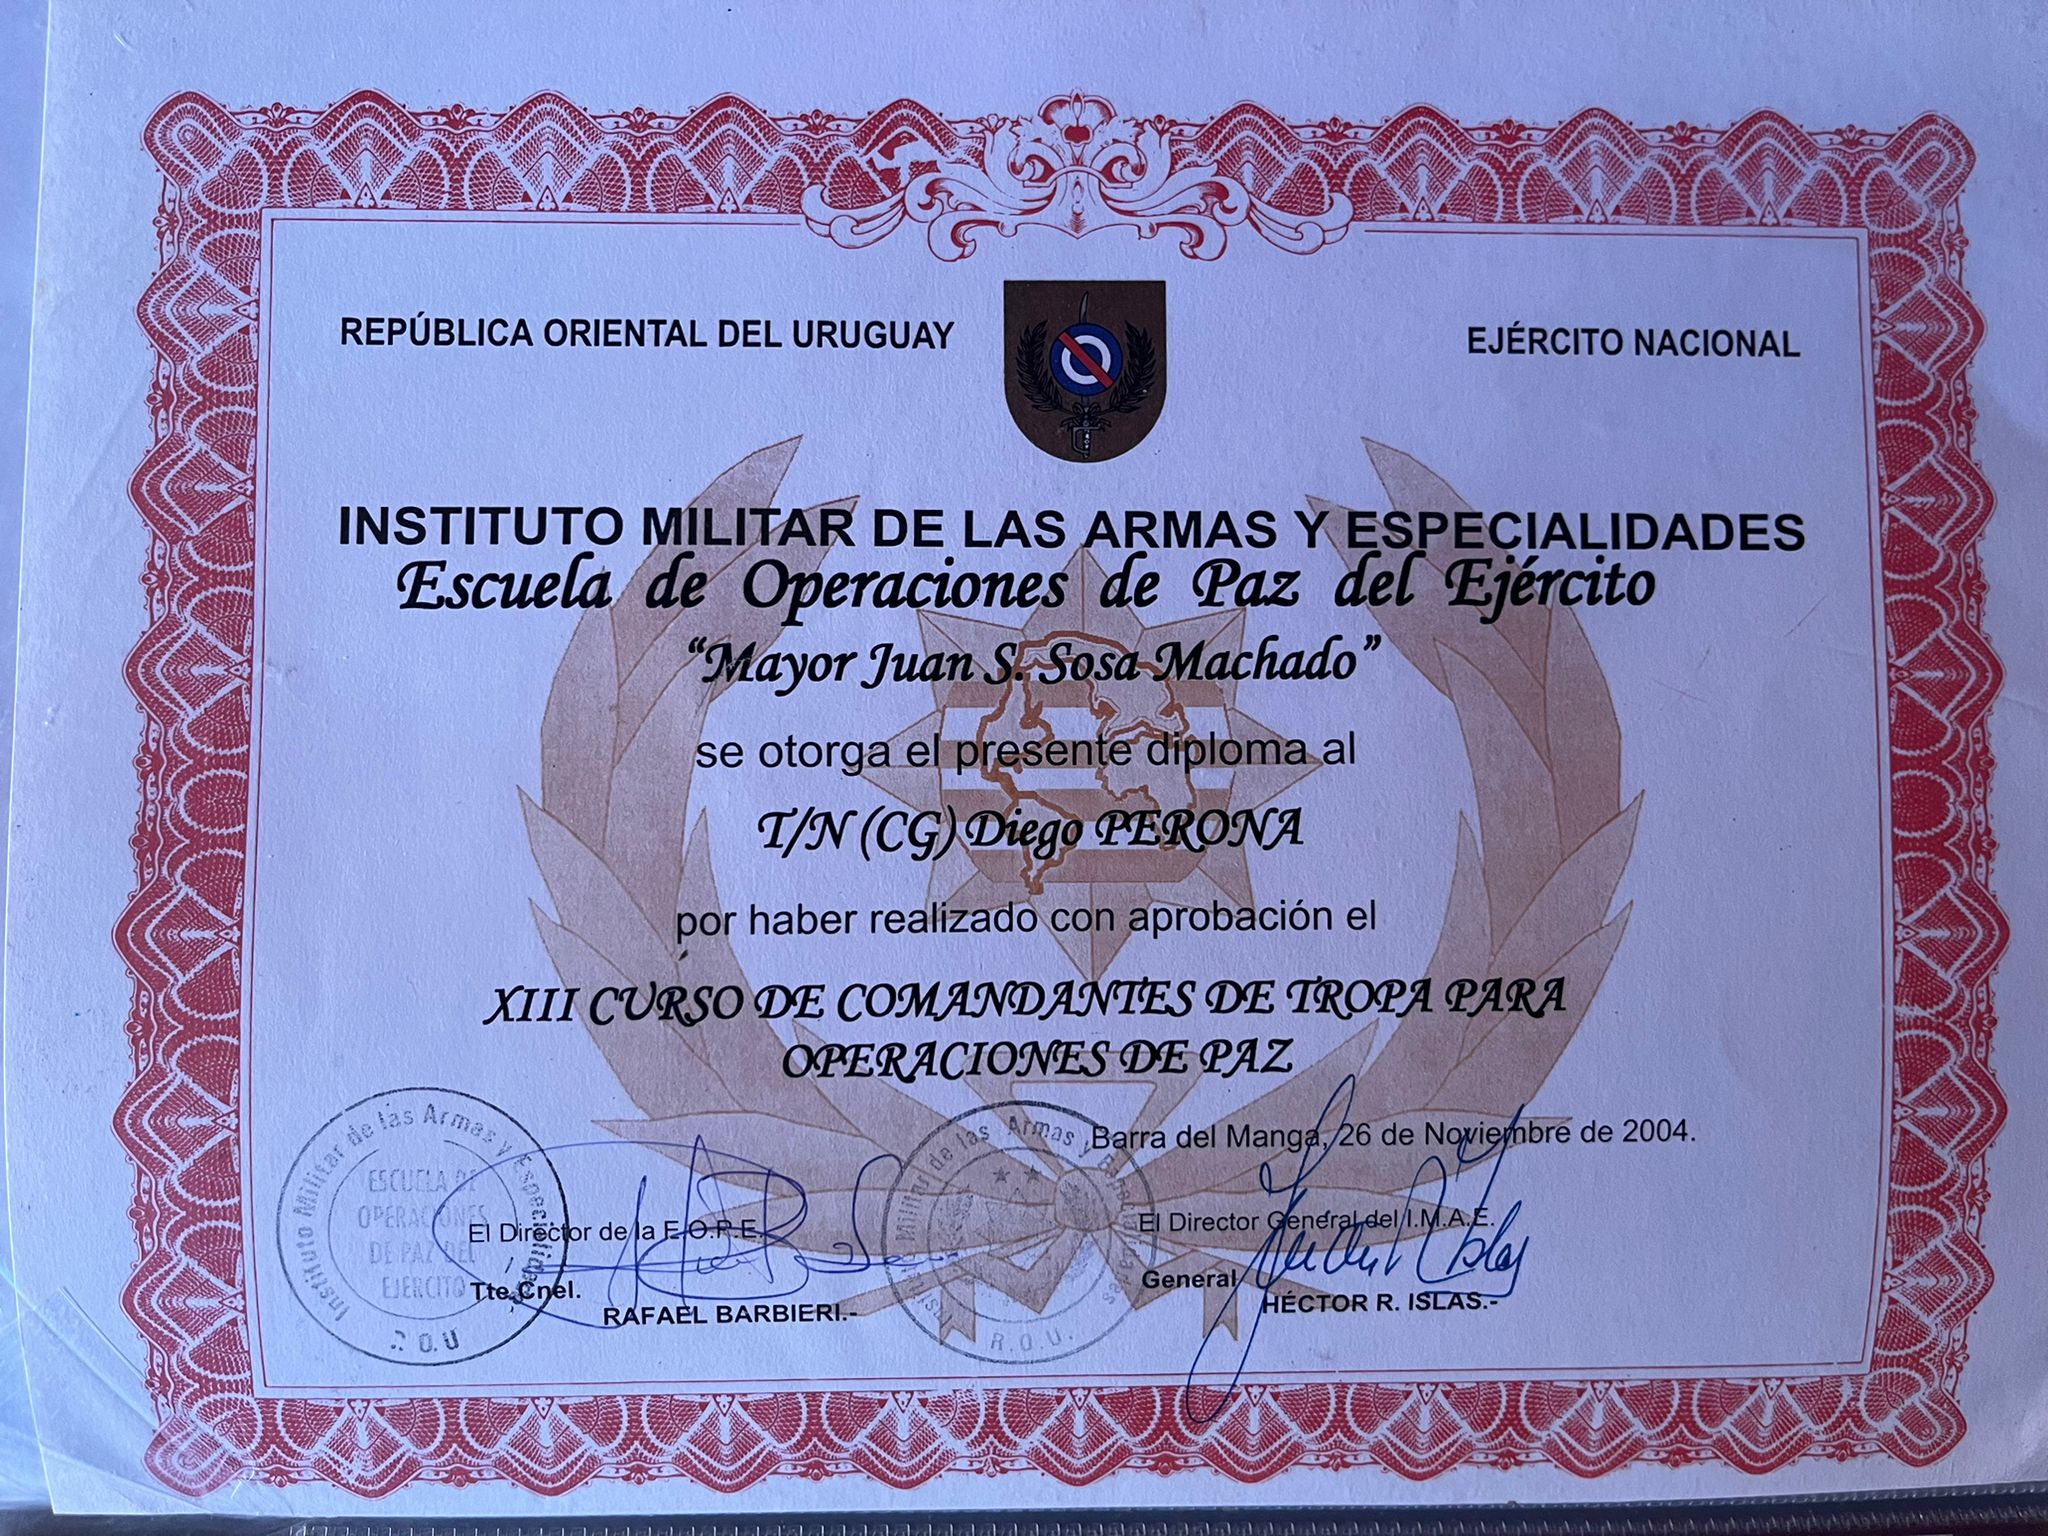 REPÚBLICA ORIENTAL DEL URUGUAY
EJÉRCITO NACIONAL
INSTITUTO MILITAR DE LAS ARMAS Y ESPECIALIDADES
Escuela de Operaciones de Paz del Ejército
“Mayor Juan S. Sosa Machado”
se otorga el presente diploma al
T/N (CG) Diego PERONA
por haber realizado con aprobación el
XIII CURSO DE COMANDANTES DE TROPA PARA
OPERACIONES DE PAZ
Barra del Manga, 26 de Noviembre de 2004.
El Director de la E.O.P.E.
Tte.Cnel.
RAFAEL BARBIERI.-
El Director General del I.M.A.E.
General
HÉCTOR R. ISLAS.-
Instituto Militar de las Armas y Especialidades
ESCUELA DE
OPERACIONES
DE PAZ DEL
EJERCITO
Militar de las Armas y
R.O.U.